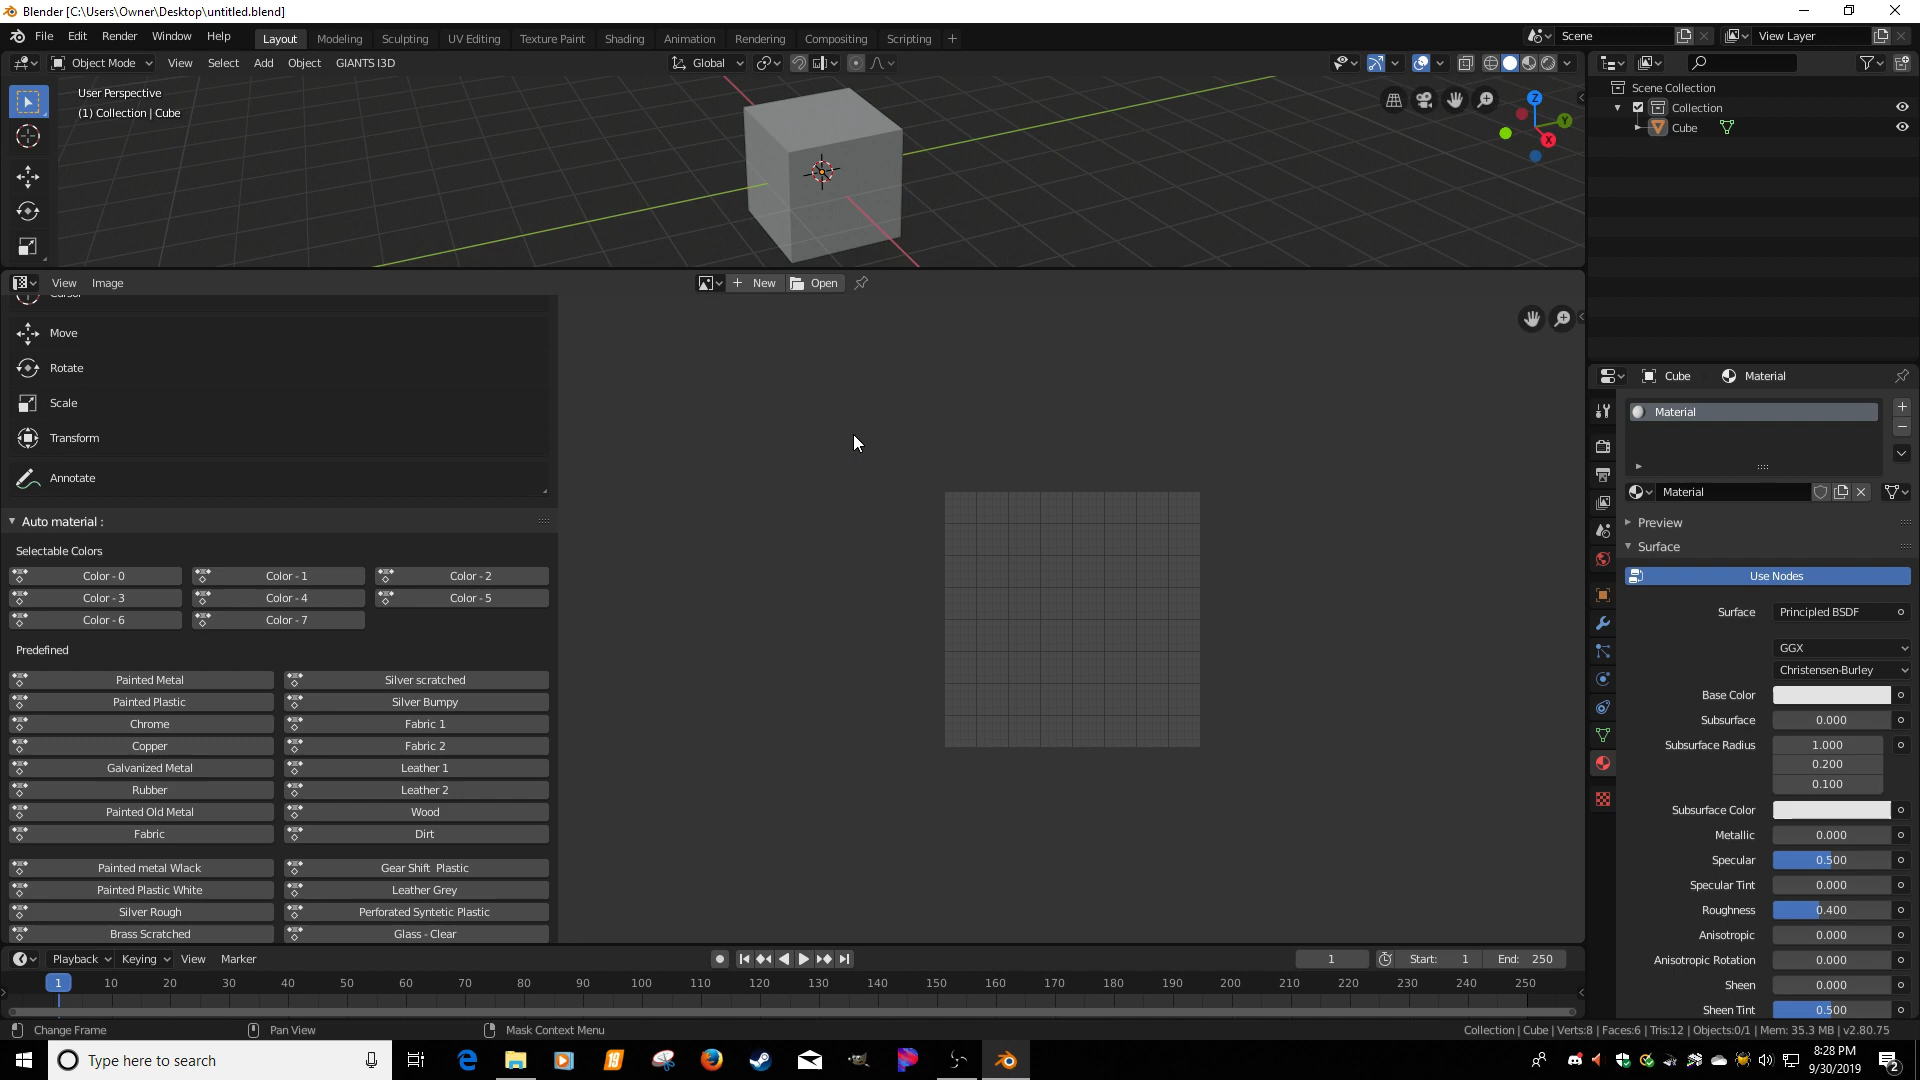 Blender [C:\Users\Owner\Desktop\untitled.blend]
File Edit Render Window Help Layout Modeling Sculpting UV Editing Texture Paint Shading Animation Rendering Compositing Scripting + Scene View Layer
Object Mode View Select Add Object GIANTS I3D Global
User Perspective
(1) Collection | Cube
Z
Y
X
Scene Collection
Collection
Cube
View Image + New Open
Cursor
Move
Rotate
Scale
Transform
Annotate
Auto material :
Selectable Colors
Color - 0 Color - 1 Color - 2
Color - 3 Color - 4 Color - 5
Color - 6 Color - 7
Predefined
Painted Metal Silver scratched
Painted Plastic Silver Bumpy
Chrome Fabric 1
Copper Fabric 2
Galvanized Metal Leather 1
Rubber Leather 2
Painted Old Metal Wood
Fabric Dirt
Painted metal Wlack Gear Shift Plastic
Painted Plastic White Leather Grey
Silver Rough Perforated Syntetic Plastic
Brass Scratched Glass - Clear
Cube Material
Material
Material
Preview
Surface
Use Nodes
Surface Principled BSDF
GGX
Christensen-Burley
Base Color
Subsurface 0.000
Subsurface Radius 1.000
0.200
0.100
Subsurface Color
Metallic 0.000
Specular 0.500
Specular Tint 0.000
Roughness 0.400
Anisotropic 0.000
Anisotropic Rotation 0.000
Sheen 0.000
Sheen Tint 0.500
Playback Keying View Marker 1 Start: 1 End: 250
1 10 20 30 40 50 60 70 80 90 100 110 120 130 140 150 160 170 180 190 200 210 220 230 240 250
Change Frame Pan View Mask Context Menu Collection | Cube | Verts:8 | Faces:6 | Tris:12 | Objects:0/1 | Mem: 35.3 MB | v2.80.75
Type here to search
19
8:28 PM
9/30/2019
2